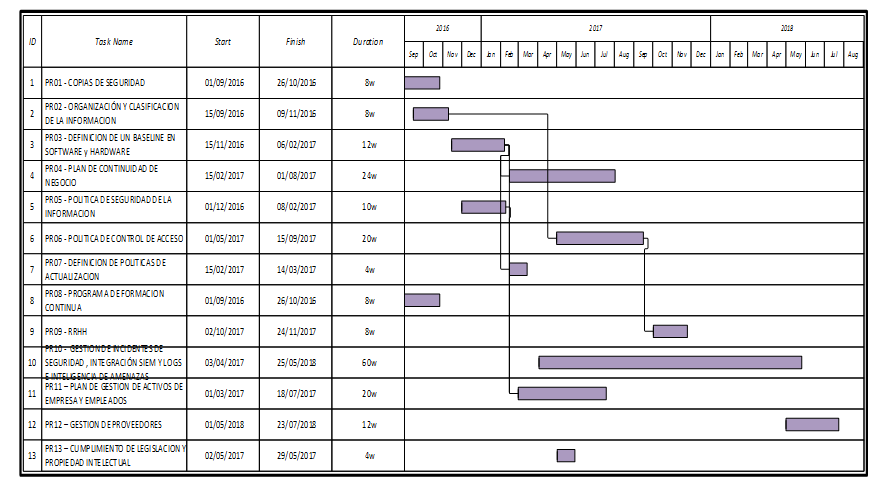 2016 2017 2018
ID Task Name Start Finish Duration
Sep Oct Nov Dec Jan Feb Mar Apr May Jun Jul Aug Sep Oct Nov Dec Jan Feb Mar Apr May Jun Jul Aug
1 PR01 - COPIAS DE SEGURIDAD 01/09/2016 26/10/2016 8w
2 PR02 - ORGANIZACIÓN Y CLASIFICACION
DE LA INFORMACION 15/09/2016 09/11/2016 8w
3 PR03 - DEFINICION DE UN BASELINE EN
SOFTWARE y HARDWARE 15/11/2016 06/02/2017 12w
4 PR04 - PLAN DE CONTINUIDAD DE
NEGOCIO 15/02/2017 01/08/2017 24w
5 PR05 - POLITICA DE SEGURIDAD DE LA
INFORMACION 01/12/2016 08/02/2017 10w
6 PR06 - POLITICA DE CONTROL DE ACCESO 01/05/2017 15/09/2017 20w
7 PR07 - DEFINICION DE POLITICAS DE
ACTUALIZACION 15/02/2017 14/03/2017 4w
8 PR08 - PROGRAMA DE FORMACION
CONTINUA 01/09/2016 26/10/2016 8w
9 PR09 - RRHH 02/10/2017 24/11/2017 8w
10 PR10 - GESTION DE INCIDENTES DE
SEGURIDAD , INTEGRACIÓN SIEM Y LOGS
E INTELIGENCIA DE AMENAZAS 03/04/2017 25/05/2018 60w
11 PR11 – PLAN DE GESTION DE ACTIVOS DE
EMPRESA Y EMPLEADOS 01/03/2017 18/07/2017 20w
12 PR12 – GESTION DE PROVEEDORES 01/05/2018 23/07/2018 12w
13 PR13 – CUMPLIMIENTO DE LEGISLACION Y
PROPIEDAD INTELECTUAL 02/05/2017 29/05/2017 4w